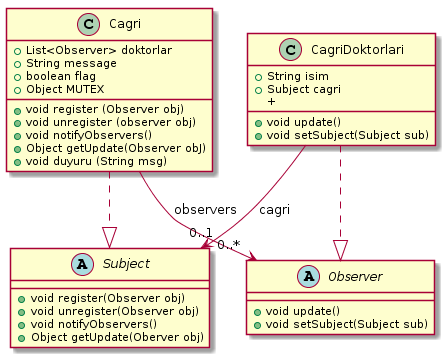 C Cagri
List<Observer> doktorlar
String message
boolean flag
Object MUTEX
void register (Observer obj)
void unregister (observer obj)
void notifyObservers()
Object getUpdate(Observer obJ)
void duyuru (String msg)
C CagriDoktorlari
String isim
Subject cagri
+
void update()
void setSubject(Subject sub)
observers
cagri
0..1
0..*
A Subject
void register(Observer obj)
void unregister(Observer obj)
void notifyObservers()
Object getUpdate(Oberver obJ)
A Observer
void update()
void setSubject(Subject sub)